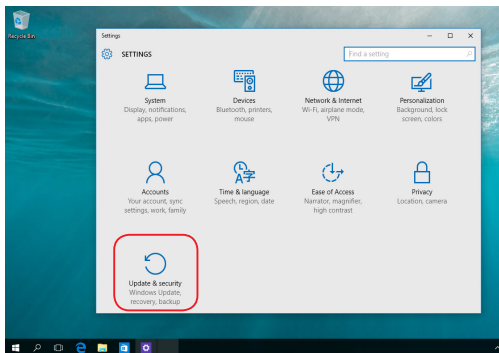 Recycle Bin
Settings
SETTINGS
Find a setting
System
Display, notifications,
apps, power
Devices
Bluetooth, printers,
mouse
Network & Internet
Wi-Fi, airplane mode,
VPN
Personalization
Background, lock
screen, colors
Accounts
Your account, sync
settings, work, family
Time & language
Speech, region, date
Ease of Access
Narrator, magnifier,
high contrast
Privacy
Location, camera
Update & security
Windows Update,
recovery, backup